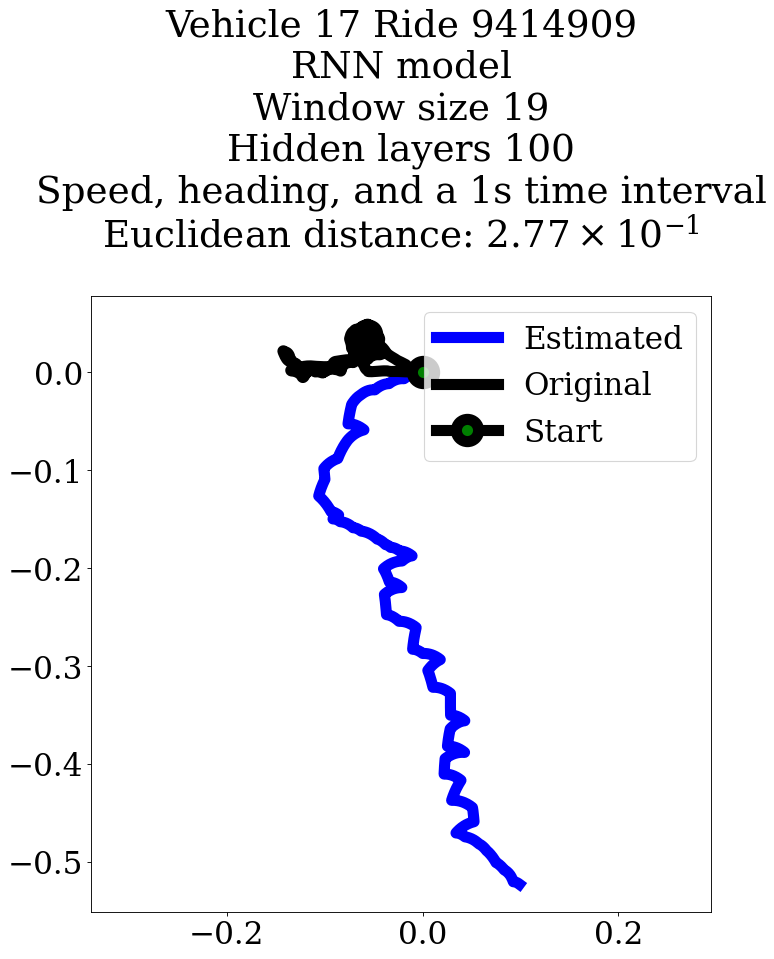 Vehicle 17 Ride 9414909
RNN model
Window size 19
Hidden layers 100
Speed, heading, and a 1s time interval
Euclidean distance: 2.77 × 10⁻¹
Estimated
Original
Start
0.0
−0.1
−0.2
−0.3
−0.4
−0.5
−0.2 0.0 0.2